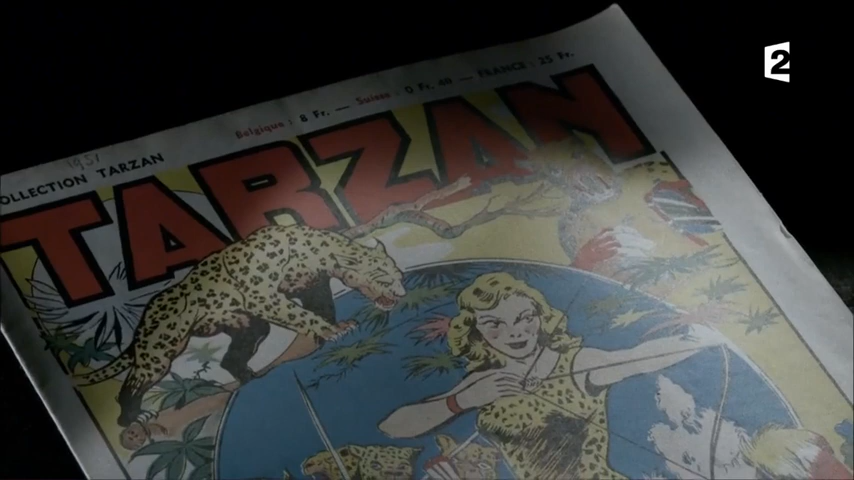 2
Belgique : 8 Fr. — Suisse : 0 Fr. 40 — FRANCE : 25 Fr.
1951
OLLECTION TARZAN
TARZAN